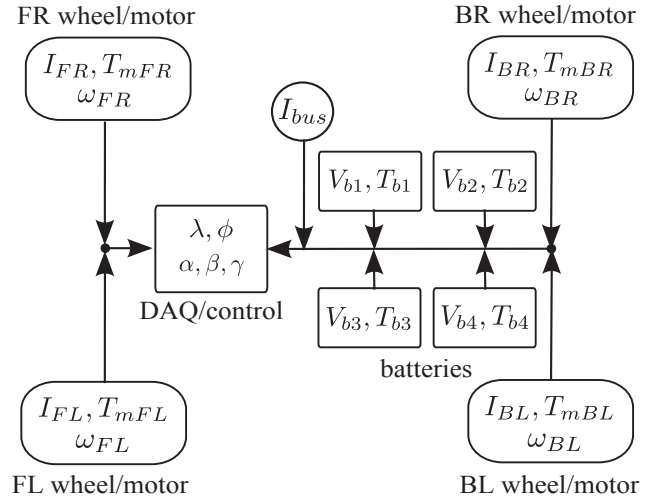 FR wheel/motor
BR wheel/motor
I_{FR}, T_{mFR}
ω_{FR}
I_{BR}, T_{mBR}
ω_{BR}
I_{bus}
V_{b1}, T_{b1}
V_{b2}, T_{b2}
λ, ϕ
α, β, γ
DAQ/control
V_{b3}, T_{b3}
V_{b4}, T_{b4}
batteries
I_{FL}, T_{mFL}
ω_{FL}
I_{BL}, T_{mBL}
ω_{BL}
FL wheel/motor
BL wheel/motor